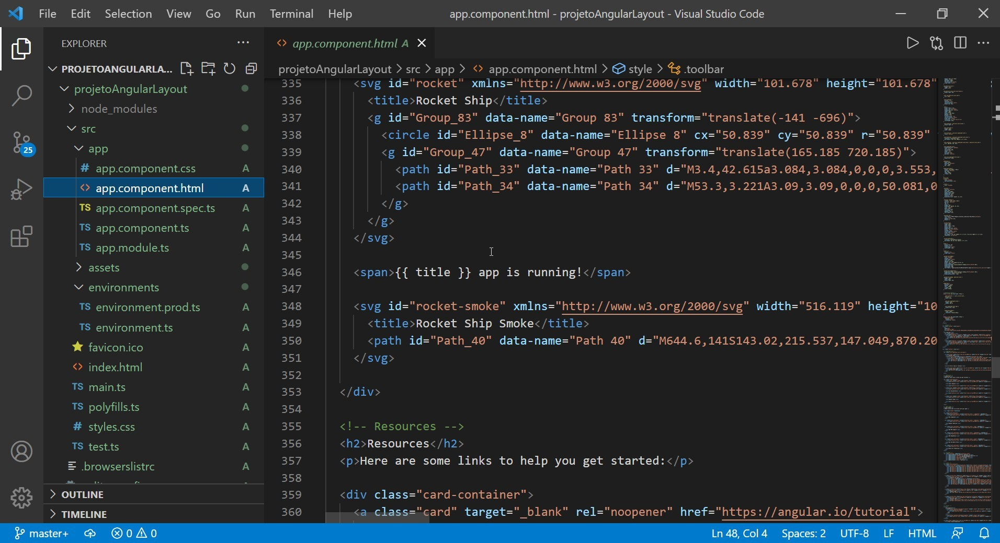 File Edit Selection View Go Run Terminal Help
app.component.html - projetoAngularLayout - Visual Studio Code
EXPLORER
PROJETOANGULARLA...
projetoAngularLayout
node_modules
src
app
# app.component.css A
<> app.component.html A
TS app.component.spec.ts A
TS app.component.ts A
TS app.module.ts A
assets
environments
TS environment.prod.ts A
TS environment.ts A
favicon.ico A
<> index.html A
TS main.ts A
TS polyfills.ts A
# styles.css A
TS test.ts A
.browserslistrc A
OUTLINE
TIMELINE
25
<> app.component.html A
projetoAngularLayout > src > app > <> app.component.html > style > .toolbar
335 <svg id="rocket" xmlns="http://www.w3.org/2000/svg" width="101.678" height="101.678"
336 <title>Rocket Ship</title>
337 <g id="Group_83" data-name="Group 83" transform="translate(-141 -696)">
338 <circle id="Ellipse_8" data-name="Ellipse 8" cx="50.839" cy="50.839" r="50.839"
339 <g id="Group_47" data-name="Group 47" transform="translate(165.185 720.185)">
340 <path id="Path_33" data-name="Path 33" d="M3.4,42.615a3.084,3.084,0,0,0,3.553,
341 <path id="Path_34" data-name="Path 34" d="M53.3,3.221A3.09,3.09,0,0,0,50.081,0
342 </g>
343 </g>
344 </svg>
345
346 <span>{{ title }} app is running!</span>
347
348 <svg id="rocket-smoke" xmlns="http://www.w3.org/2000/svg" width="516.119" height="10
349 <title>Rocket Ship Smoke</title>
350 <path id="Path_40" data-name="Path 40" d="M644.6,141S143.02,215.537,147.049,870.20
351 </svg>
352
353 </div>
354
355 <!-- Resources -->
356 <h2>Resources</h2>
357 <p>Here are some links to help you get started:</p>
358
359 <div class="card-container">
360 <a class="card" target="_blank" rel="noopener" href="https://angular.io/tutorial">
master+ 0 0 Ln 48, Col 4 Spaces: 2 UTF-8 LF HTML